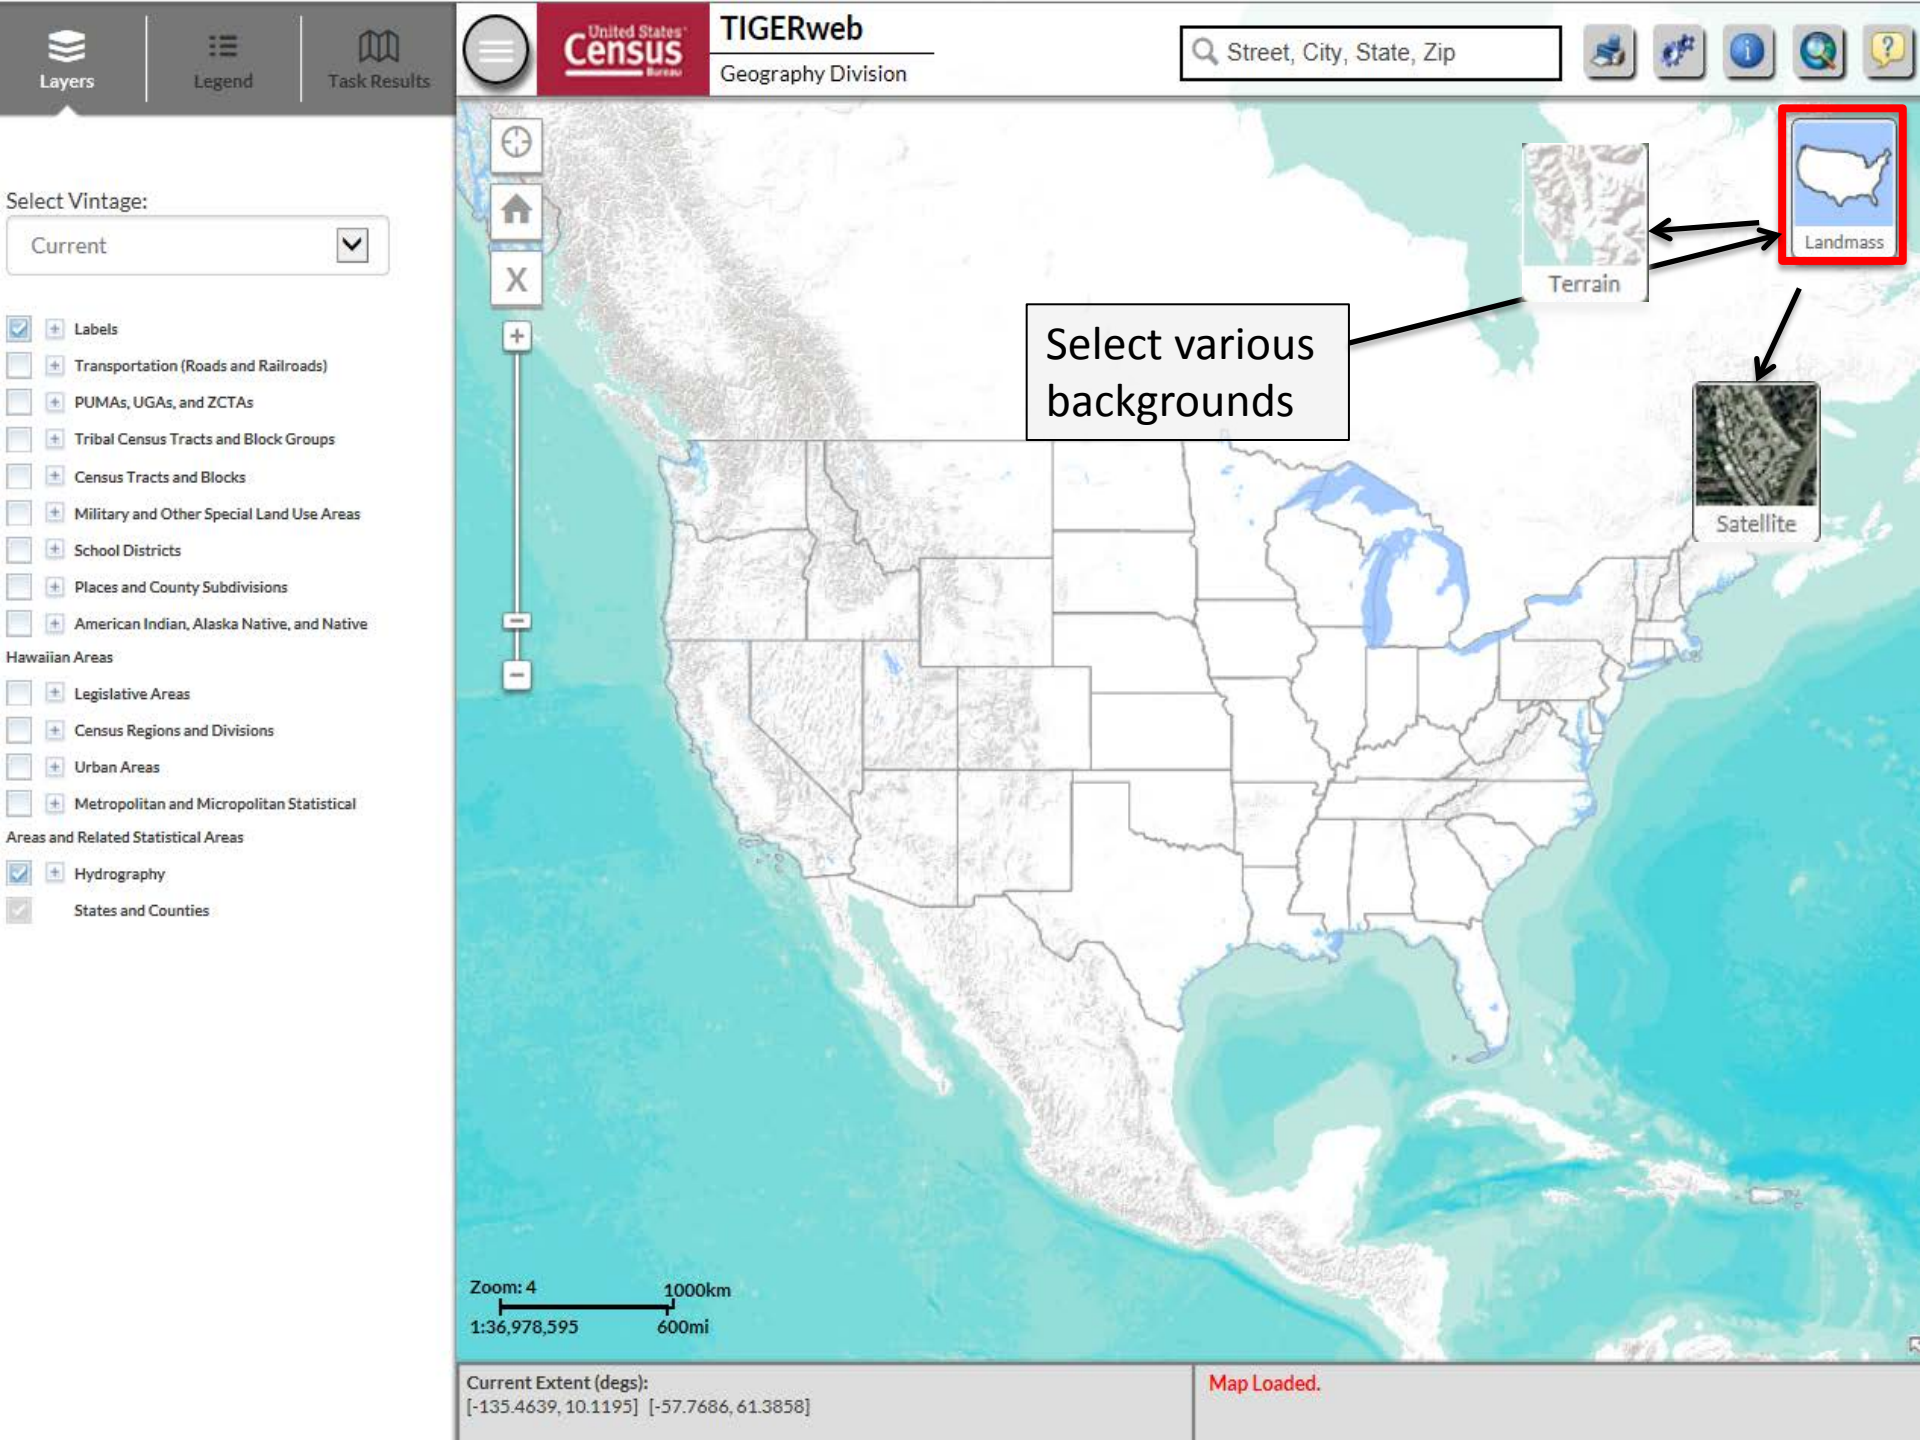 Layers
Legend
Task Results
United States®
Census
Bureau
TIGERweb
Geography Division
Street, City, State, Zip
?
Select Vintage:
Current
Labels
Transportation (Roads and Railroads)
PUMAs, UGAs, and ZCTAs
Tribal Census Tracts and Block Groups
Census Tracts and Blocks
Military and Other Special Land Use Areas
School Districts
Places and County Subdivisions
American Indian, Alaska Native, and Native
Hawaiian Areas
Legislative Areas
Census Regions and Divisions
Urban Areas
Metropolitan and Micropolitan Statistical
Areas and Related Statistical Areas
Hydrography
States and Counties
X
+
−
Landmass
Terrain
Select various
backgrounds
Satellite
Zoom: 4
1000km
1:36,978,595
600mi
Current Extent (degs):
[-135.4639, 10.1195] [-57.7686, 61.3858]
Map Loaded.